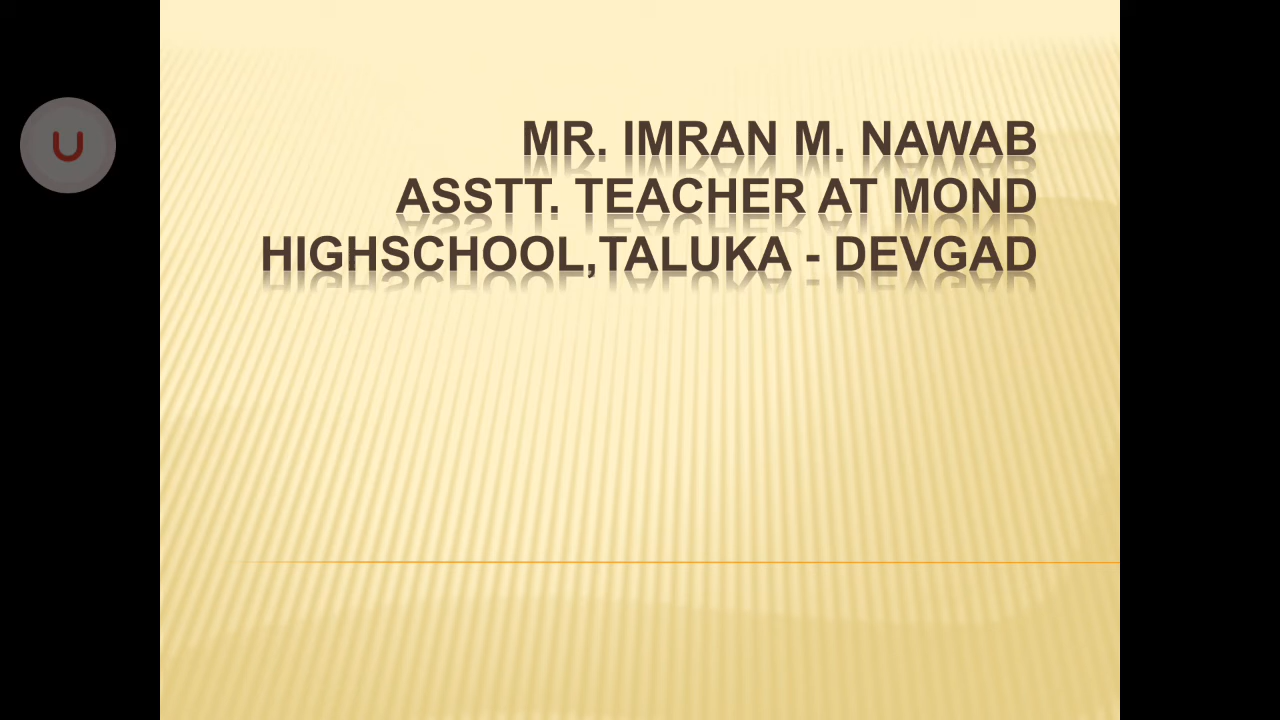 MR. IMRAN M. NAWAB
ASSTT. TEACHER AT MOND
HIGHSCHOOL,TALUKA - DEVGAD